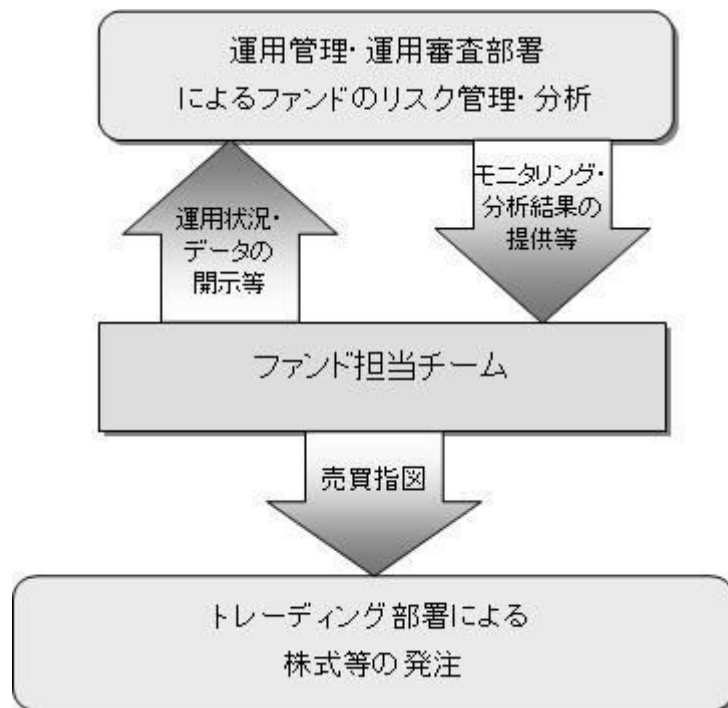 運用管理・運用審査部署
によるファンドのリスク管理・分析
運用状況・
データの
開示等
モニタリング・
分析結果の
提供等
ファンド担当チーム
売買指図
トレーディング部署による
株式等の発注